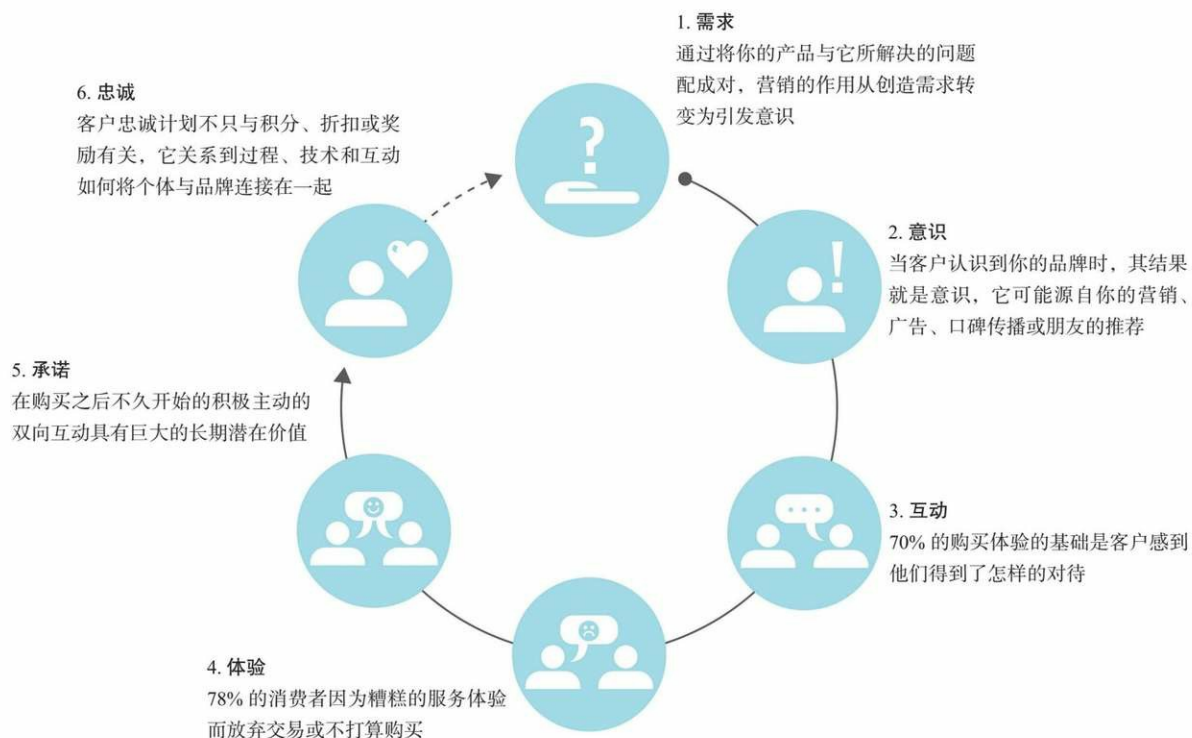 1. 需求
通过将你的产品与它所解决的问题
配成对，营销的作用从创造需求转
变为引发意识
2. 意识
当客户认识到你的品牌时，其结果
就是意识，它可能源自你的营销、
广告、口碑传播或朋友的推荐
3. 互动
70% 的购买体验的基础是客户感到
他们得到了怎样的对待
4. 体验
78% 的消费者因为糟糕的服务体验
而放弃交易或不打算购买
5. 承诺
在购买之后不久开始的积极主动的
双向互动具有巨大的长期潜在价值
6. 忠诚
客户忠诚计划不只与积分、折扣或奖
励有关，它关系到过程、技术和互动
如何将个体与品牌连接在一起